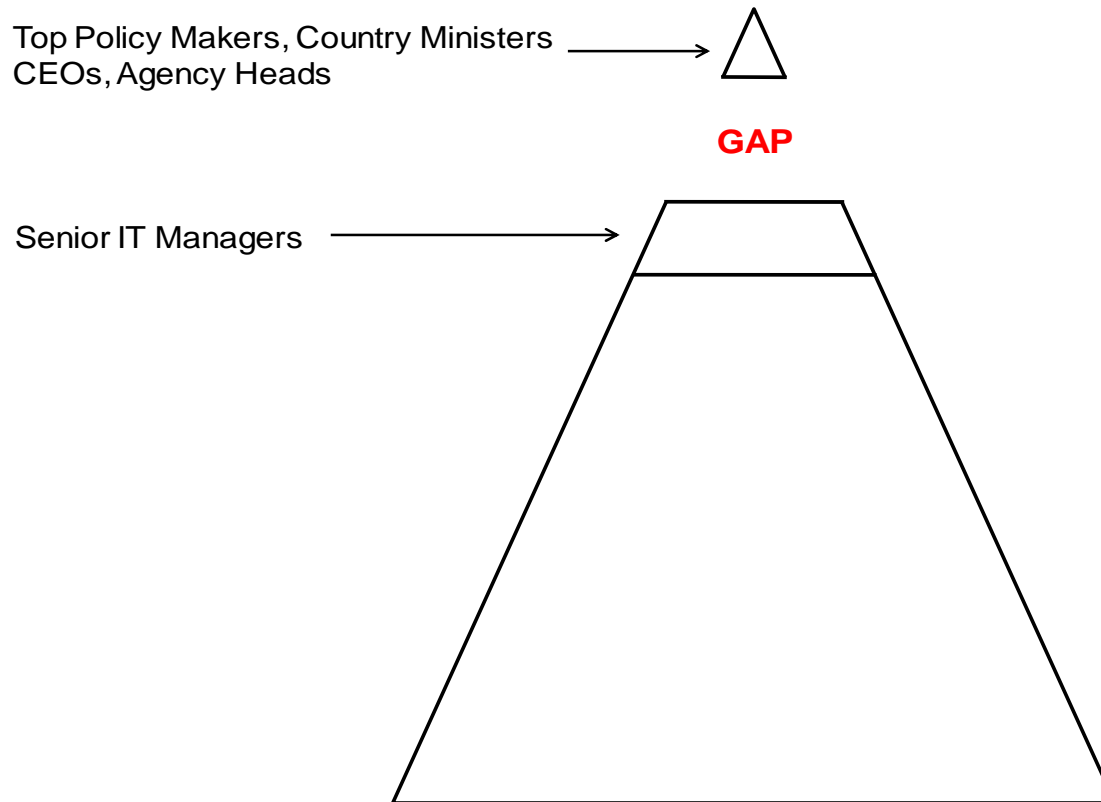 Top Policy Makers, Country Ministers
CEOs, Agency Heads
GAP
Senior IT Managers